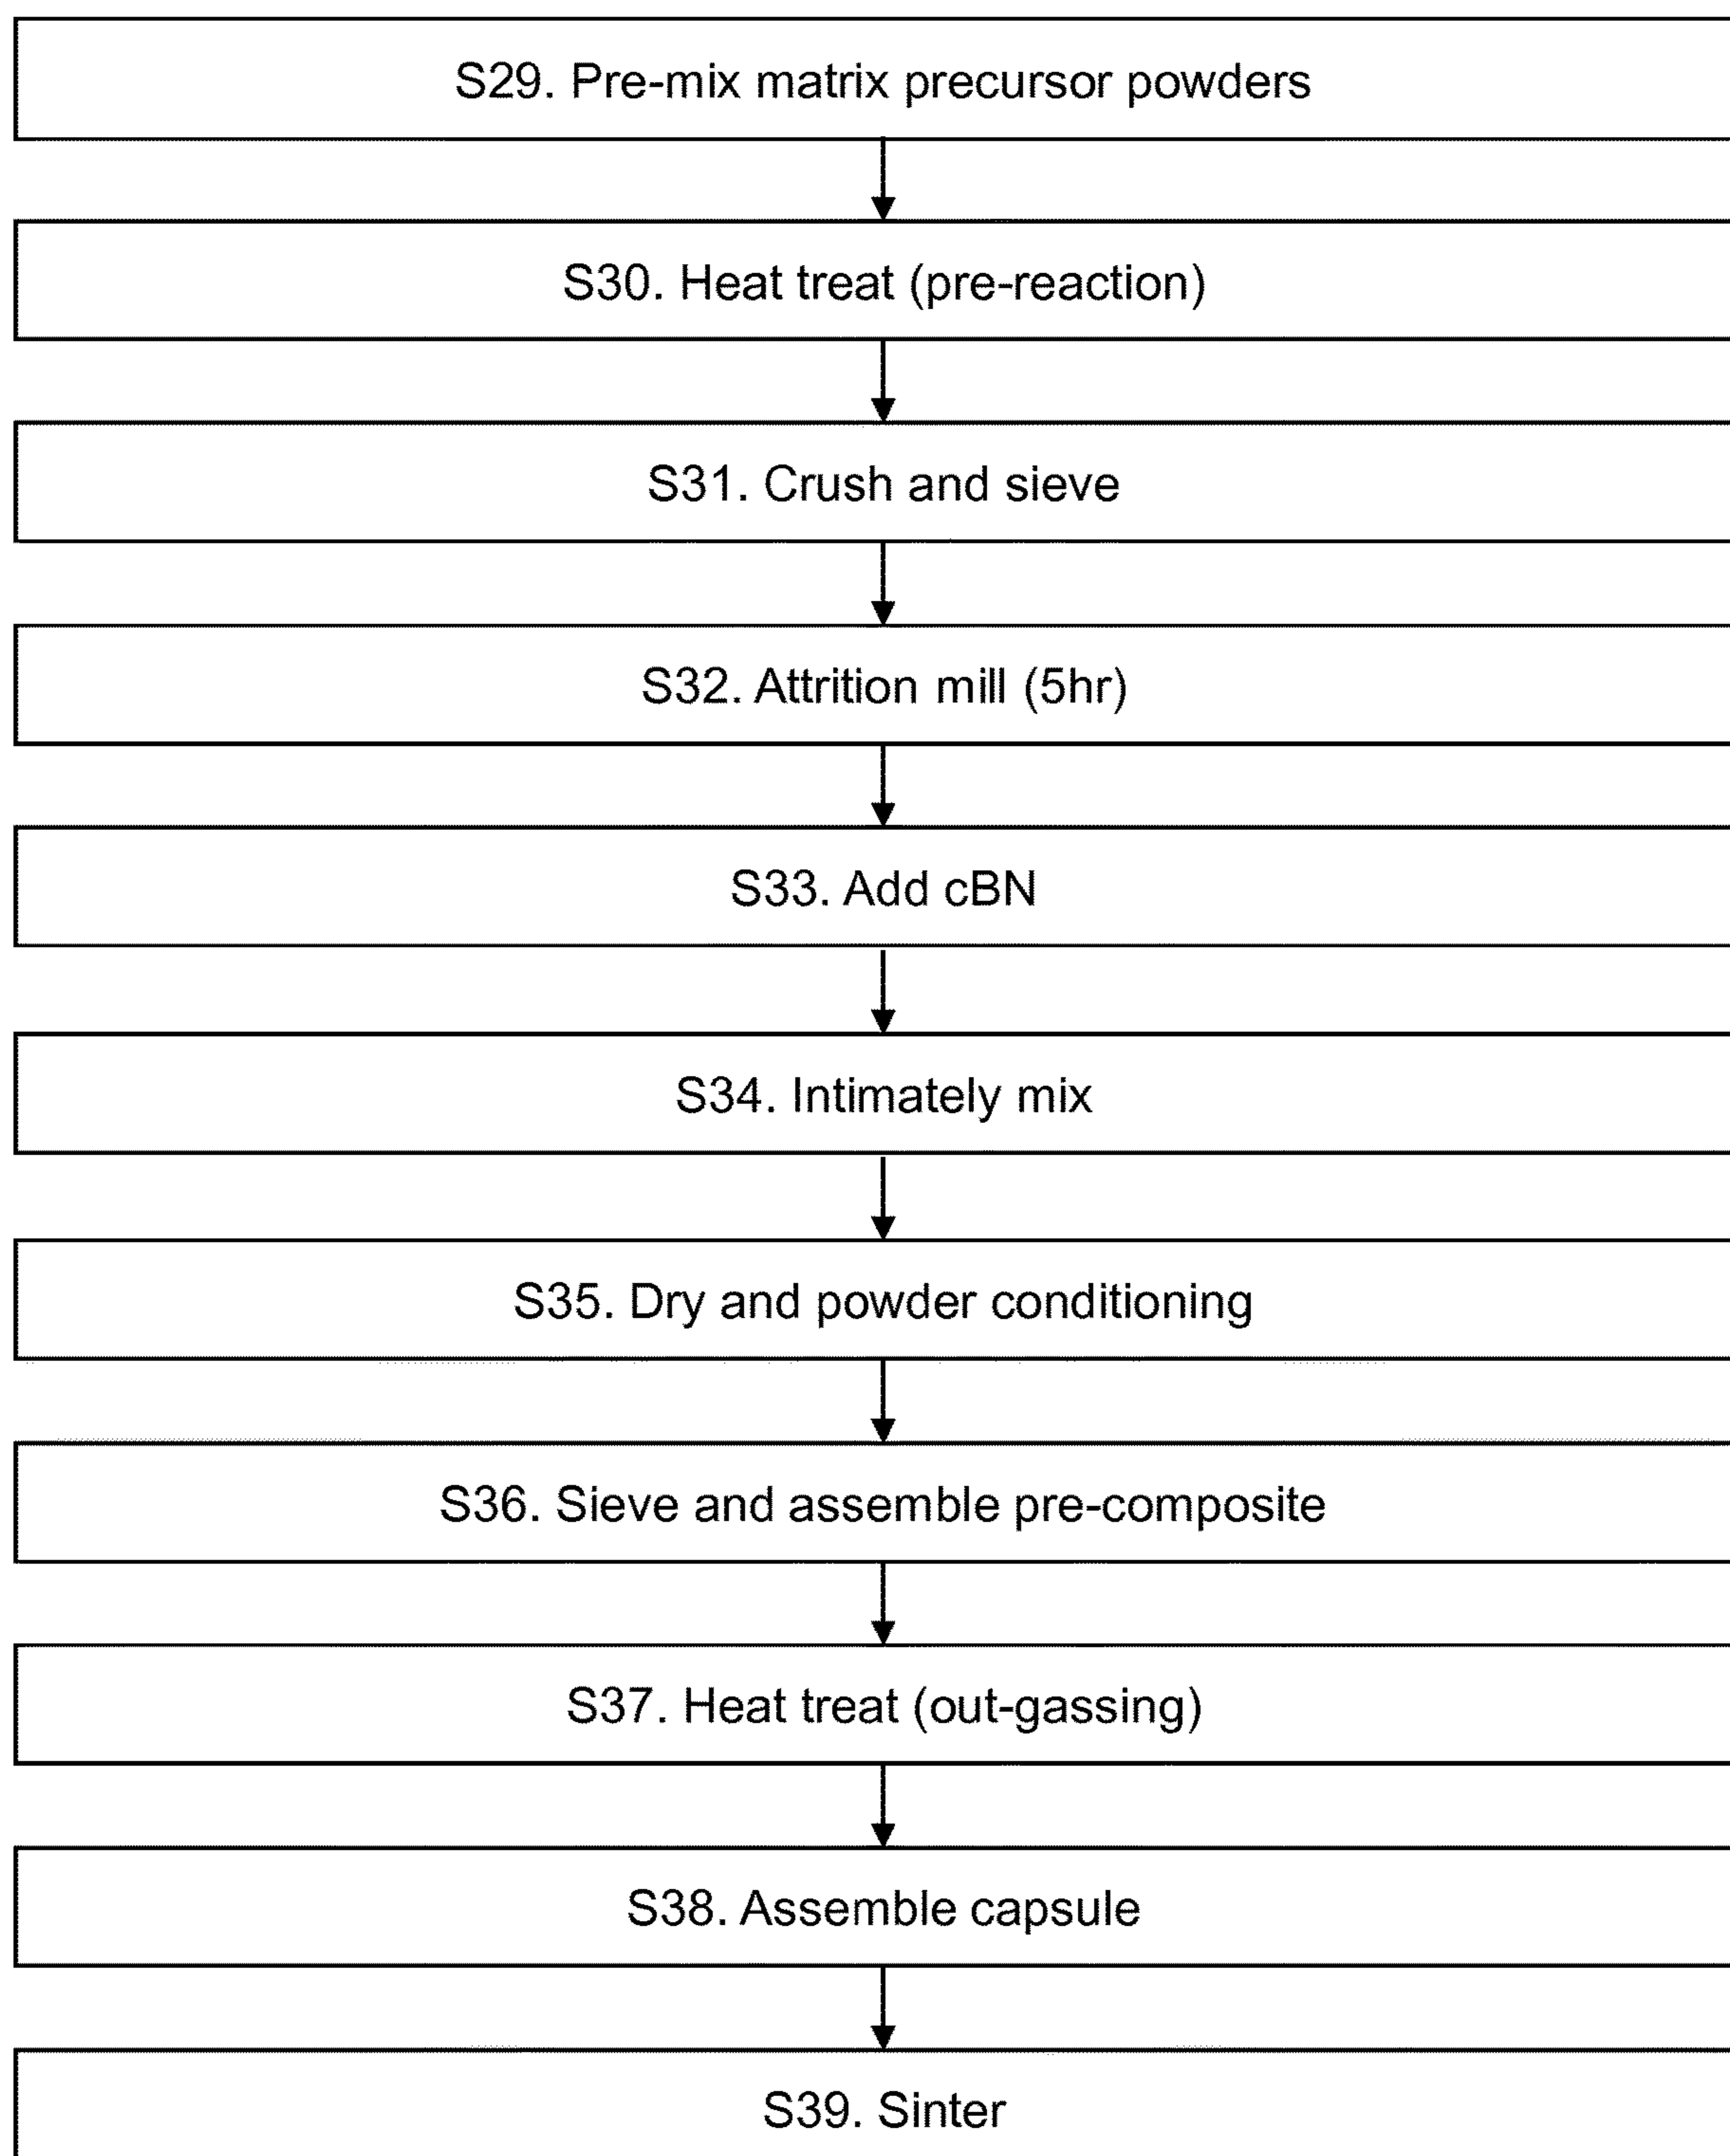 S29. Pre-mix matrix precursor powders
S30. Heat treat (pre-reaction)
S31. Crush and sieve
S32. Attrition mill (5hr)
S33. Add cBN
S34. Intimately mix
S35. Dry and powder conditioning
S36. Sieve and assemble pre-composite
S37. Heat treat (out-gassing)
S38. Assemble capsule
S39. Sinter